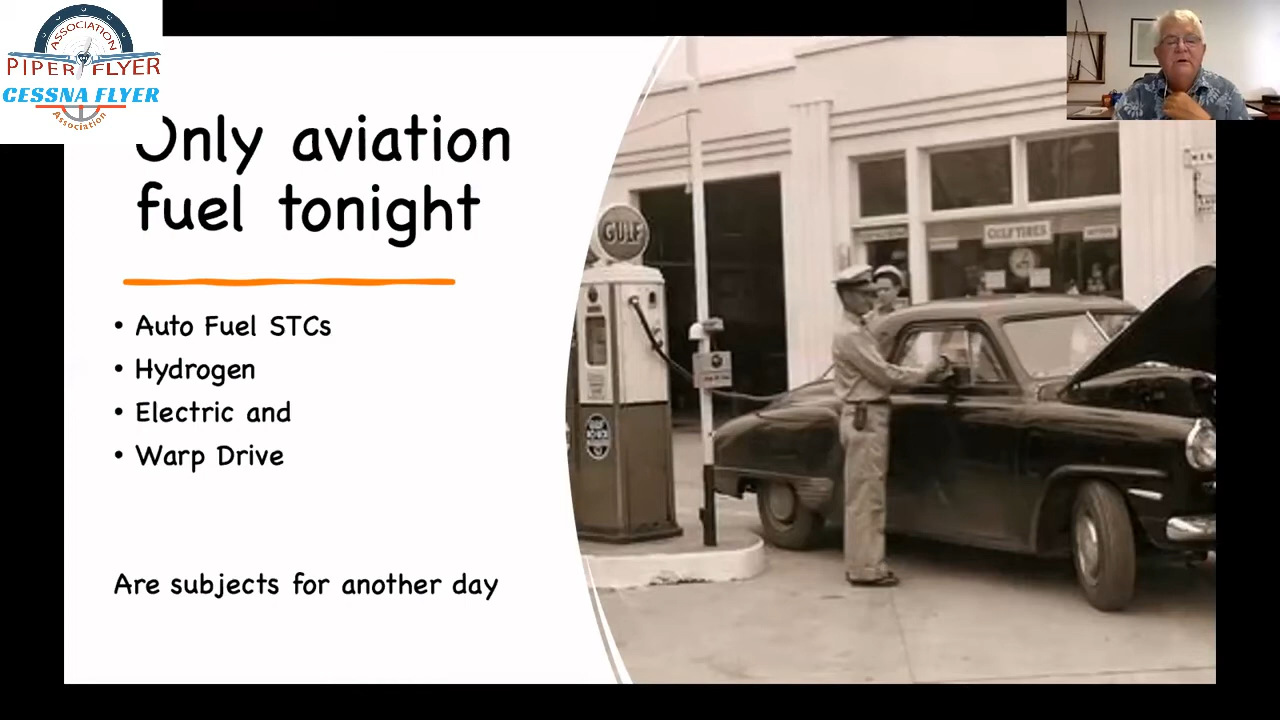 ASSOCIATION
PIPER FLYER
CESSNA FLYER
Association
Only aviation
fuel tonight
• Auto Fuel STCs
• Hydrogen
• Electric and
• Warp Drive
Are subjects for another day
GULF
GULF TIRES